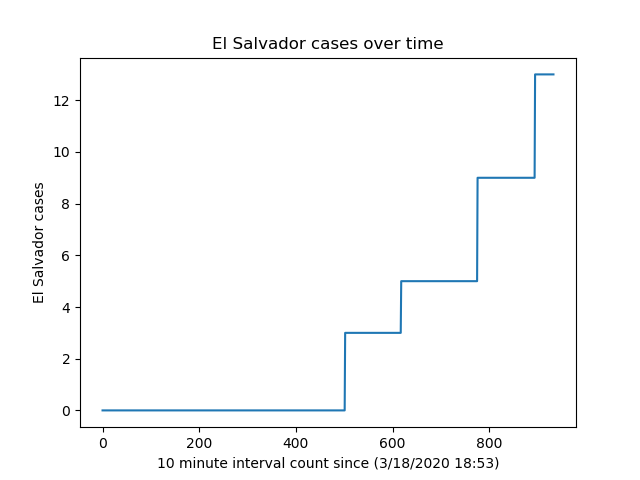 El Salvador cases over time
El Salvador cases
12
10
8
6
4
2
0
0 200 400 600 800
10 minute interval count since (3/18/2020 18:53)